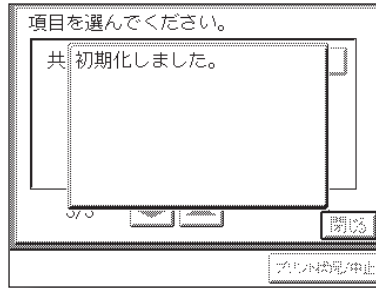 項目を選んでください。
共
初期化しました。
3/3
閉じる
プリント状況/中止